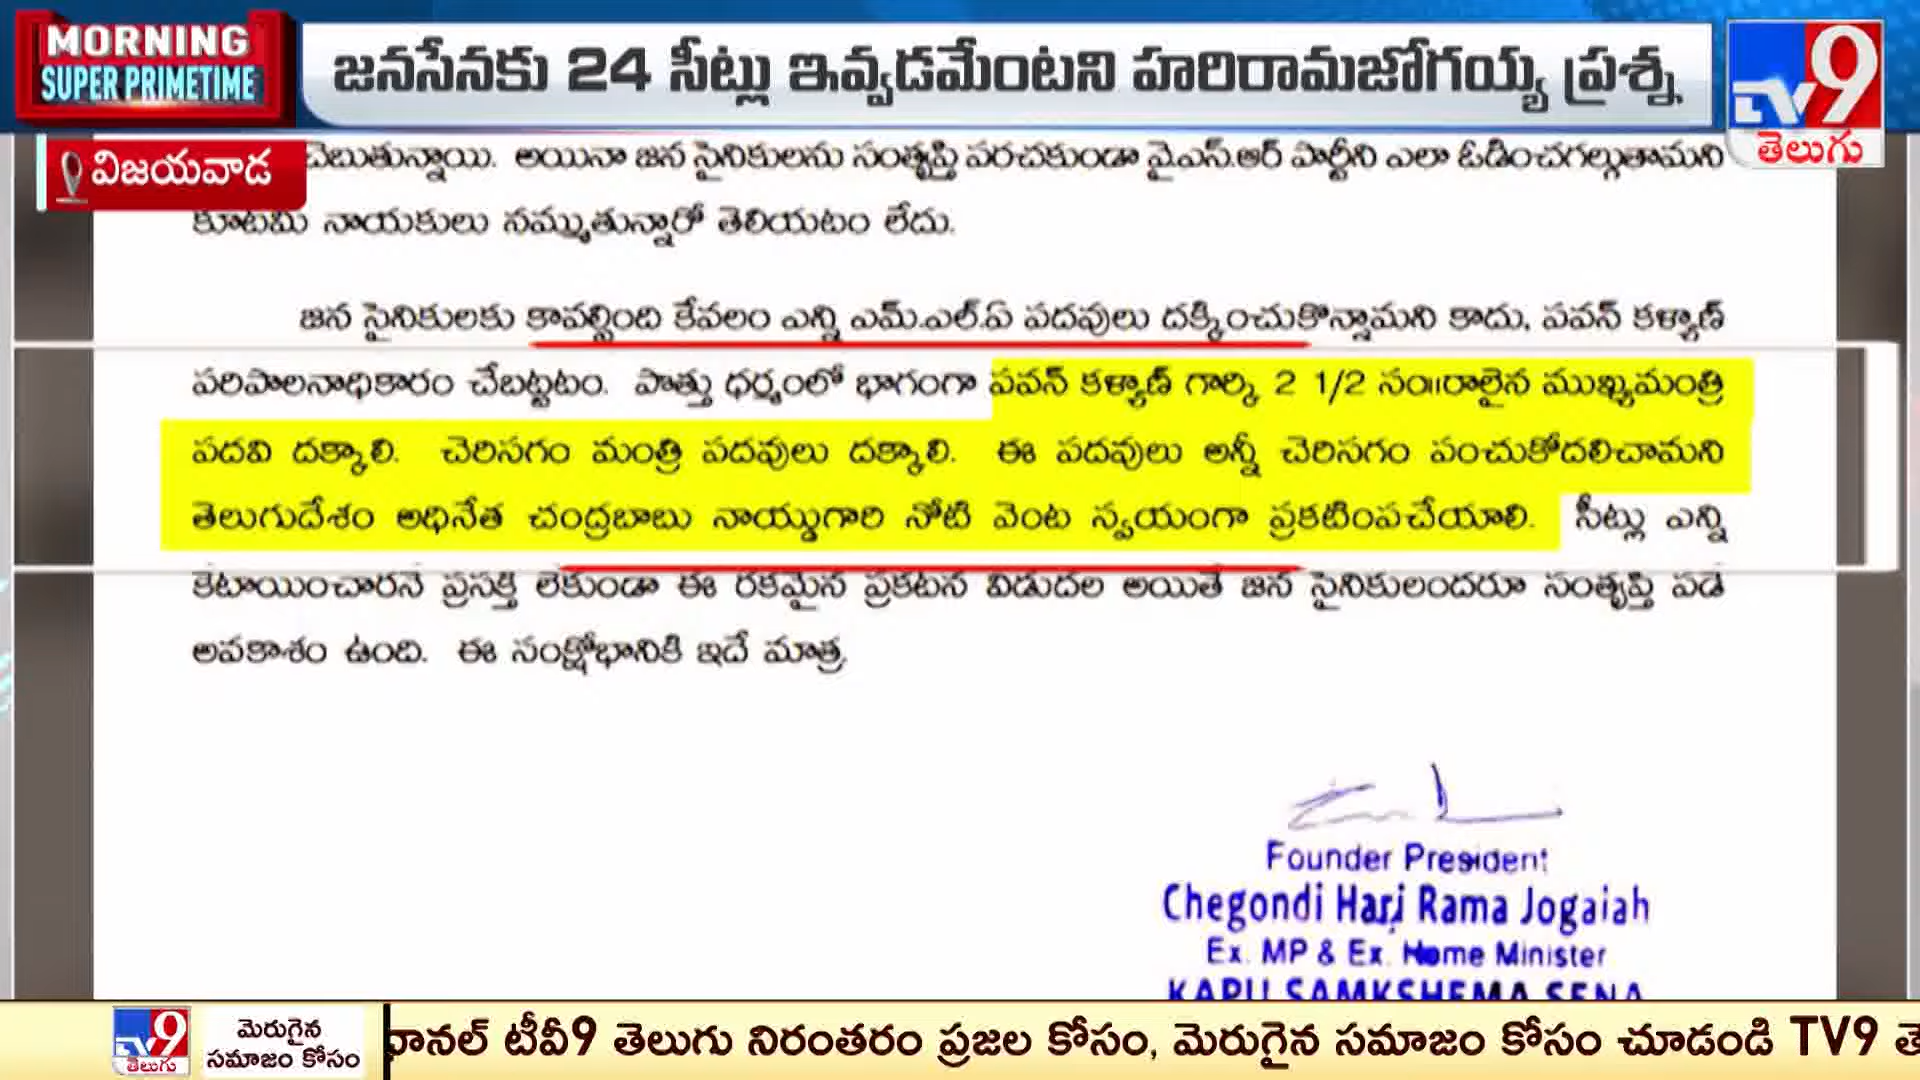 MORNING
SUPER PRIMETIME
జనసేనకు 24 సీట్లు ఇవ్వడమేంటని హరిరామజోగయ్య ప్రశ్న
TV9
తెలుగు
విజయవాడ
చెబుతున్నాయి. అయినా జన సైనికులను సంతృప్తి పరచకుండా వైఎస్.ఆర్ పార్టీని ఎలా ఓడించగల్గుతామని
కూటమి నాయకులు నమ్ముతున్నారో తెలియటం లేదు.
జన సైనికులకు కావల్సింది కేవలం ఎన్ని ఎమ్.ఎల్.ఏ పదవులు దక్కించుకొన్నామని కాదు, పవన్ కళ్యాణ్
పరిపాలనాధికారం చేబట్టటం. పొత్తు ధర్మంలో భాగంగా పవన్ కళ్యాణ్ గార్కి 2 1/2 సం॥రాలైన ముఖ్యమంత్రి
పదవి దక్కాలి. చెరిసగం మంత్రి పదవులు దక్కాలి. ఈ పదవులు అన్నీ చెరిసగం పంచుకోదలిచామని
తెలుగుదేశం అధినేత చంద్రబాబు నాయ్డుగారి నోటి వెంట స్వయంగా ప్రకటింపచేయాలి. సీట్లు ఎన్ని
కేటాయించారనే ప్రసక్తి లేకుండా ఈ రకమైన ప్రకటన విడుదల అయితే జన సైనికులందరూ సంతృప్తి పడే
అవకాశం ఉంది. ఈ సంక్షోభానికి ఇదే మాత్ర
Founder President
Chegondi Hari Rama Jogaiah
Ex. MP & Ex. Home Minister
KAPU SAMKSHEMA SENA
TV9
తెలుగు
మెరుగైన
సమాజం కోసం
ఛానల్ టీవీ9 తెలుగు నిరంతరం ప్రజల కోసం, మెరుగైన సమాజం కోసం చూడండి TV9 తె